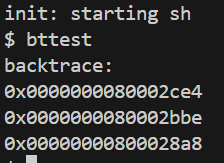 init: starting sh
$ bttest
backtrace:
0x0000000080002ce4
0x0000000080002bbe
0x00000000800028a8